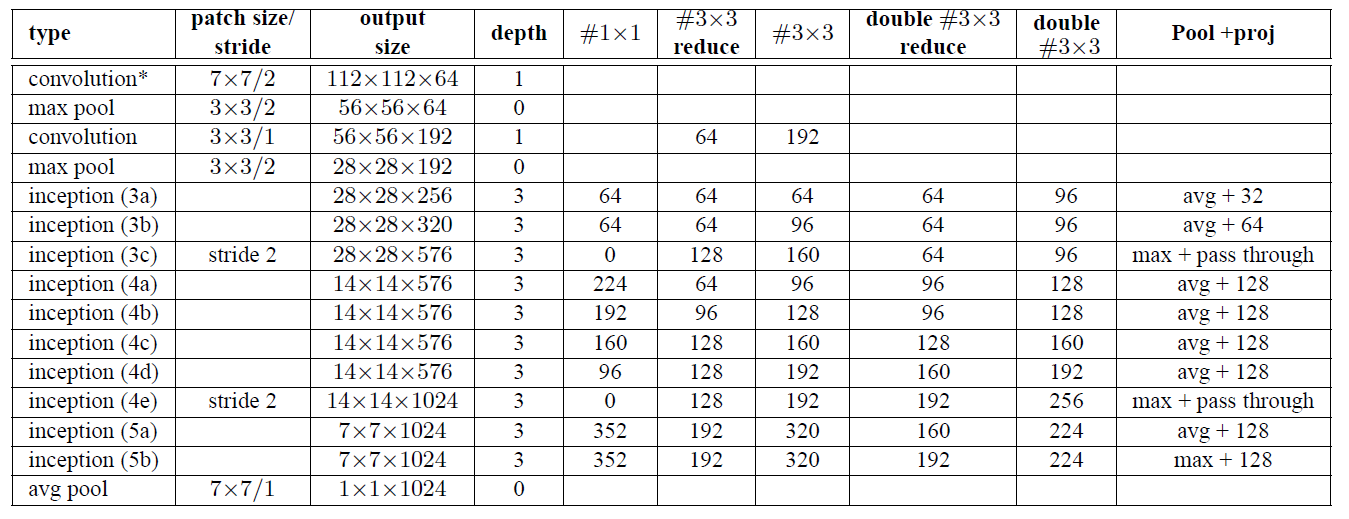 type patch size/ stride output size depth #1×1 #3×3 reduce #3×3 double #3×3 reduce double #3×3 Pool +proj
convolution* 7×7/2 112×112×64 1
max pool 3×3/2 56×56×64 0
convolution 3×3/1 56×56×192 1 64 192
max pool 3×3/2 28×28×192 0
inception (3a) 28×28×256 3 64 64 64 64 96 avg + 32
inception (3b) 28×28×320 3 64 64 96 64 96 avg + 64
inception (3c) stride 2 28×28×576 3 0 128 160 64 96 max + pass through
inception (4a) 14×14×576 3 224 64 96 96 128 avg + 128
inception (4b) 14×14×576 3 192 96 128 96 128 avg + 128
inception (4c) 14×14×576 3 160 128 160 128 160 avg + 128
inception (4d) 14×14×576 3 96 128 192 160 192 avg + 128
inception (4e) stride 2 14×14×1024 3 0 128 192 192 256 max + pass through
inception (5a) 7×7×1024 3 352 192 320 160 224 avg + 128
inception (5b) 7×7×1024 3 352 192 320 192 224 max + 128
avg pool 7×7/1 1×1×1024 0